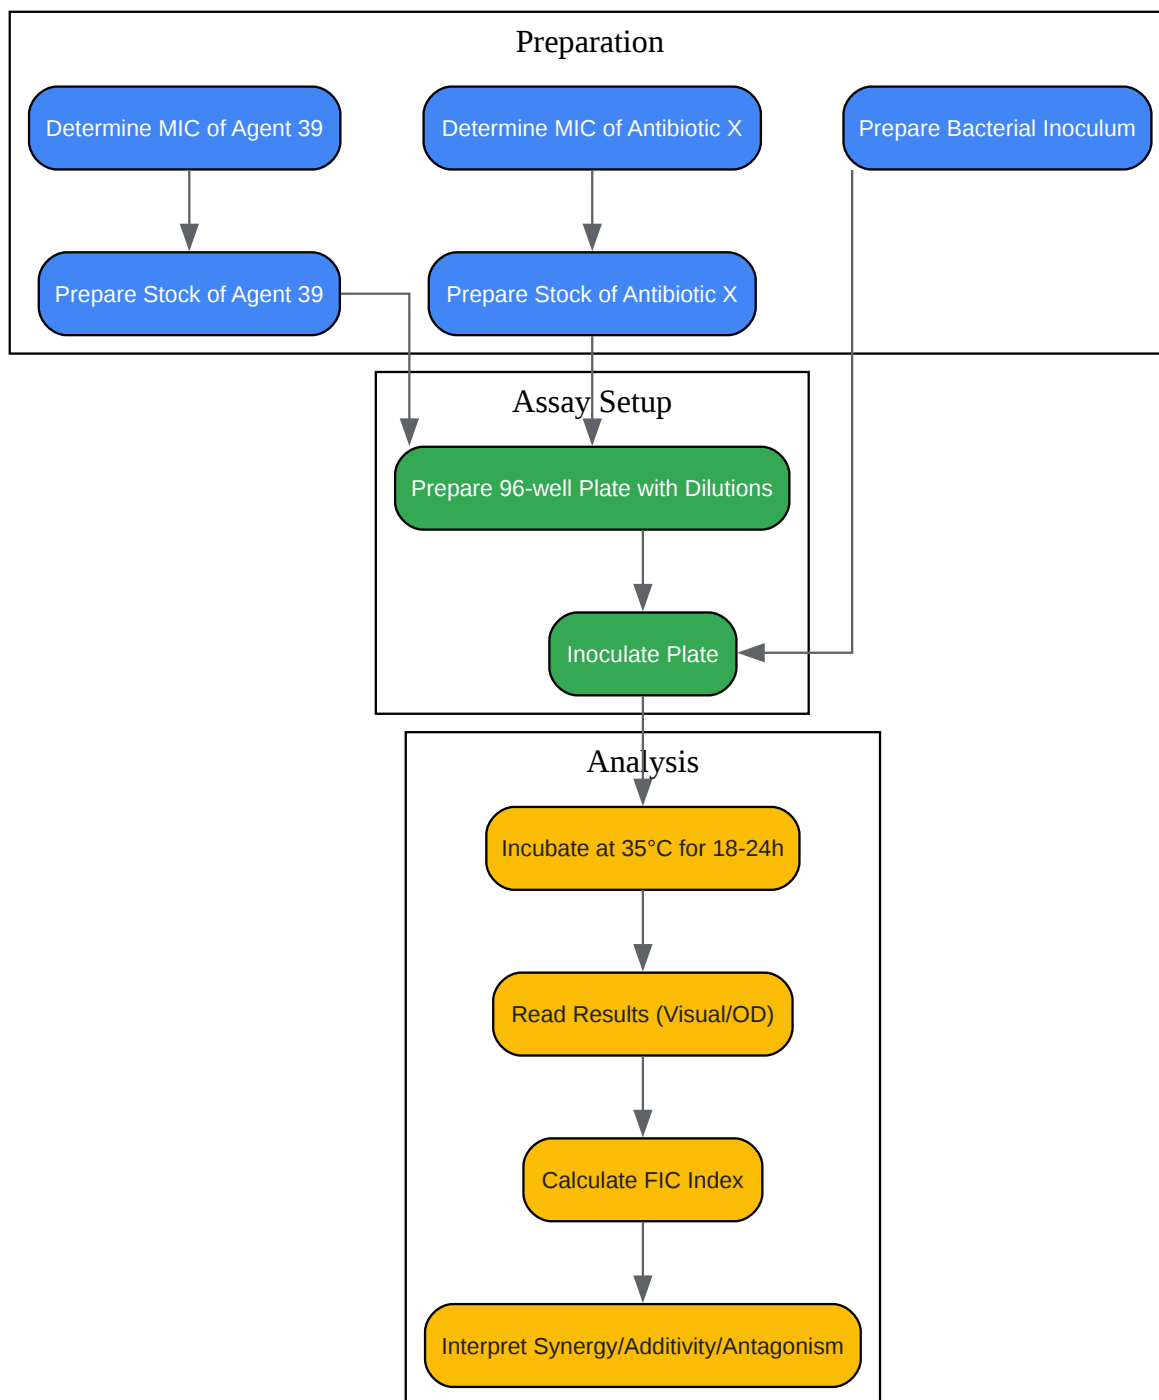 Preparation
Determine MIC of Agent 39
Determine MIC of Antibiotic X
Prepare Bacterial Inoculum
Prepare Stock of Agent 39
Prepare Stock of Antibiotic X
Assay Setup
Prepare 96-well Plate with Dilutions
Inoculate Plate
Analysis
Incubate at 35°C for 18-24h
Read Results (Visual/OD)
Calculate FIC Index
Interpret Synergy/Additivity/Antagonism